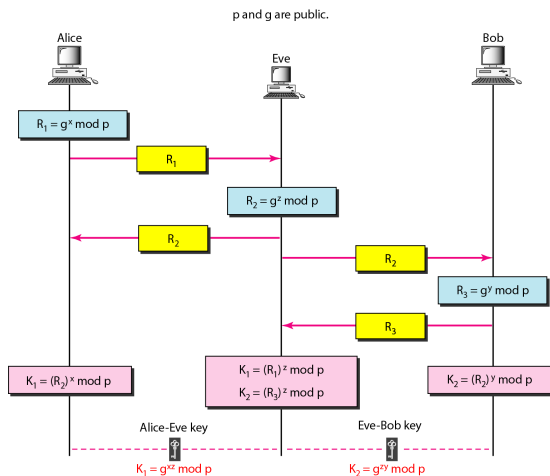 p and g are public.
Alice
Eve
Bob
R₁ = gˣ mod p
R₁
R₂ = gᶻ mod p
R₂
R₂
R₃ = gʸ mod p
R₃
K₁ = (R₂)ˣ mod p
K₁ = (R₁)ᶻ mod p
K₂ = (R₃)ᶻ mod p
K₂ = (R₂)ʸ mod p
Alice-Eve key
Eve-Bob key
K₁ = gˣᶻ mod p
K₂ = gᶻʸ mod p